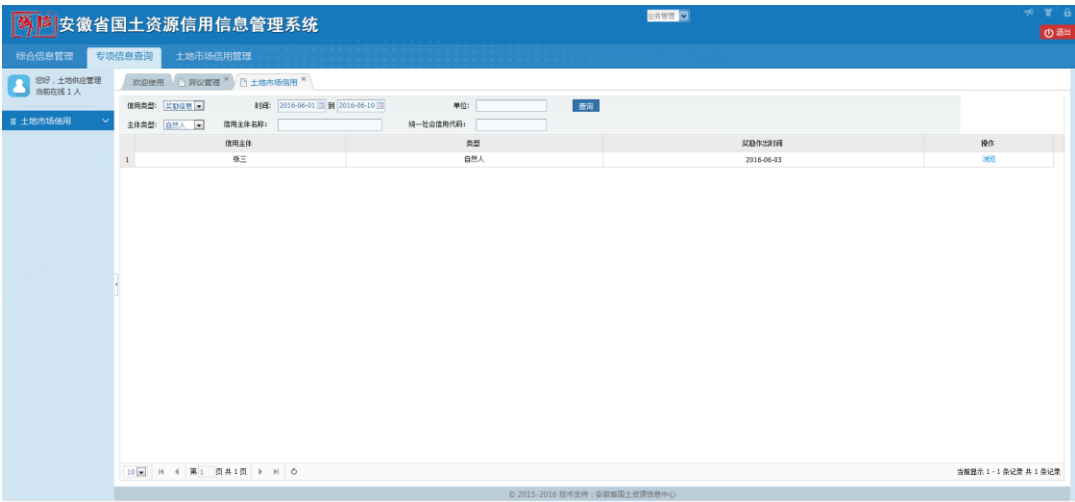 诚信 安徽省国土资源信用信息管理系统
业务管理
退出
综合信息管理 专项信息查询 土地市场信用管理
您好，土地供应管理
当前在线 1 人
欢迎使用 异议管理 × 土地市场信用 ×
信用类型: 奖励信息 时间: 2016-06-01 到 2016-06-10 单位: 查询
土地市场信用
主体类型: 自然人 信用主体名称: 统一社会信用代码:
信用主体 类型 奖励作出时间 操作
1 张三 自然人 2016-06-03 浏览
10 第 1 页 共 1 页 当前显示 1 - 1 条记录 共 1 条记录
© 2015-2016 技术支持：安徽省国土资源信息中心